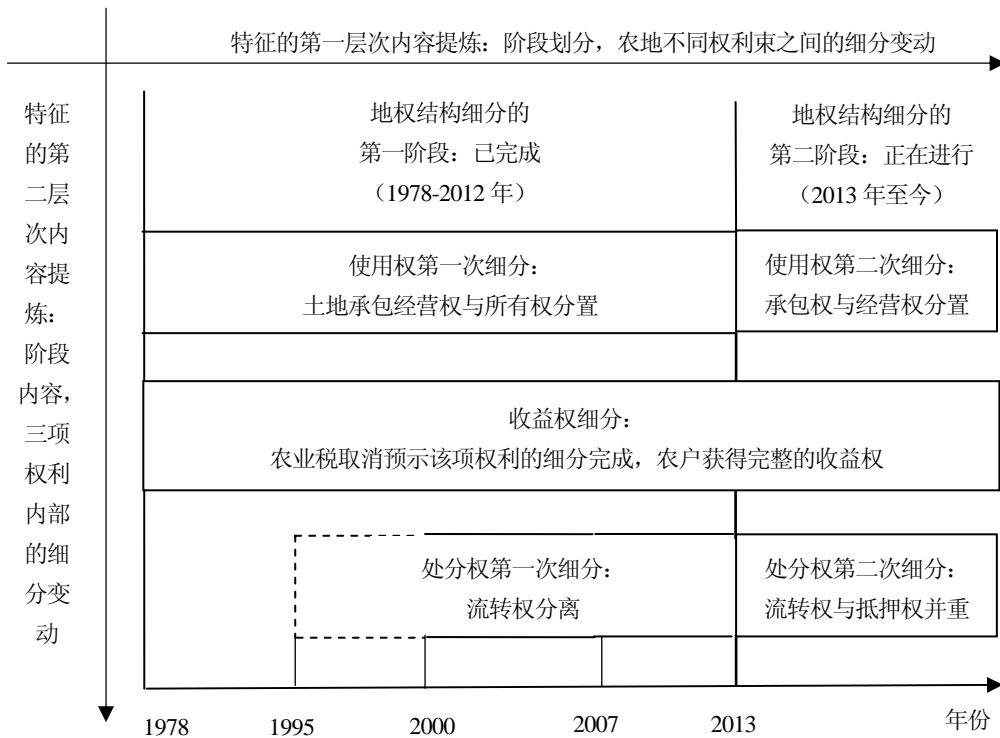 特征的第一层次内容提炼：阶段划分，农地不同权利束之间的细分变动
特征
的第
二层
次内
容提
炼：
阶段
内容，
三项
权利
内部
的细
分变
动
地权结构细分的
第一阶段：已完成
（1978-2012 年）
地权结构细分的
第二阶段：正在进行
（2013 年至今）
使用权第一次细分：
土地承包经营权与所有权分置
使用权第二次细分：
承包权与经营权分置
收益权细分：
农业税取消预示该项权利的细分完成，农户获得完整的收益权
处分权第一次细分：
流转权分离
处分权第二次细分：
流转权与抵押权并重
1978 1995 2000 2007 2013 年份